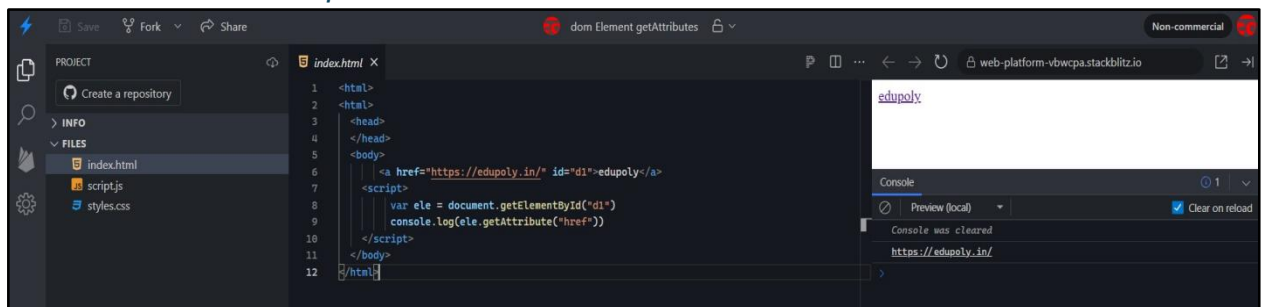 Save Fork Share dom Element getAttributes Non-commercial
PROJECT
Create a repository
INFO
FILES
index.html
script.js
styles.css
index.html
1 <html>
2 <html>
3 <head>
4 </head>
5 <body>
6 <a href="https://edupoly.in/" id="d1">edupoly</a>
7 <script>
8 var ele = document.getElementById("d1")
9 console.log(ele.getAttribute("href"))
10 </script>
11 </body>
12 </html>
web-platform-vbwcpa.stackblitz.io
edupoly
Console 1
Preview (local) Clear on reload
Console was cleared
https://edupoly.in/